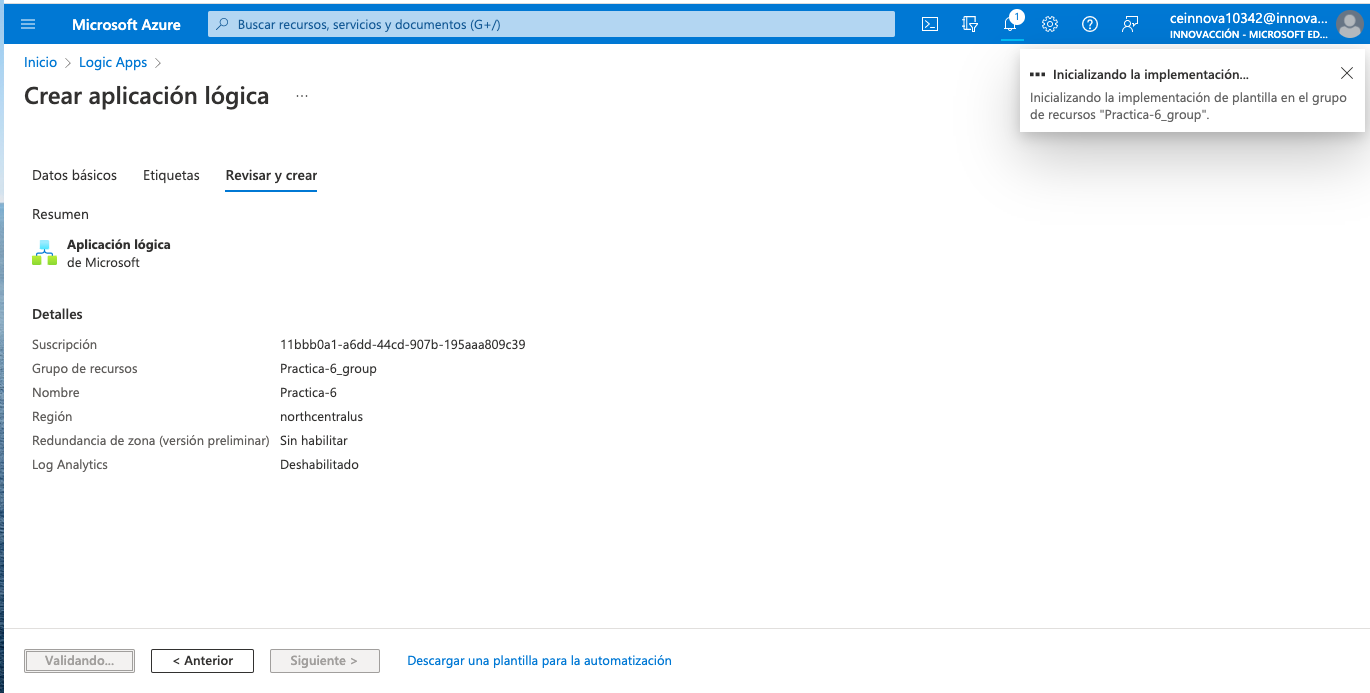 Microsoft Azure
Buscar recursos, servicios y documentos (G+/)
1
ceinnova10342@innova...
INNOVACCIÓN - MICROSOFT ED...
Inicio > Logic Apps >
Crear aplicación lógica ...
Inicializando la implementación...
Inicializando la implementación de plantilla en el grupo
de recursos "Practica-6_group".
Datos básicos Etiquetas Revisar y crear
Resumen
Aplicación lógica
de Microsoft
Detalles
Suscripción 11bbb0a1-a6dd-44cd-907b-195aaa809c39
Grupo de recursos Practica-6_group
Nombre Practica-6
Región northcentralus
Redundancia de zona (versión preliminar) Sin habilitar
Log Analytics Deshabilitado
Validando... < Anterior Siguiente > Descargar una plantilla para la automatización